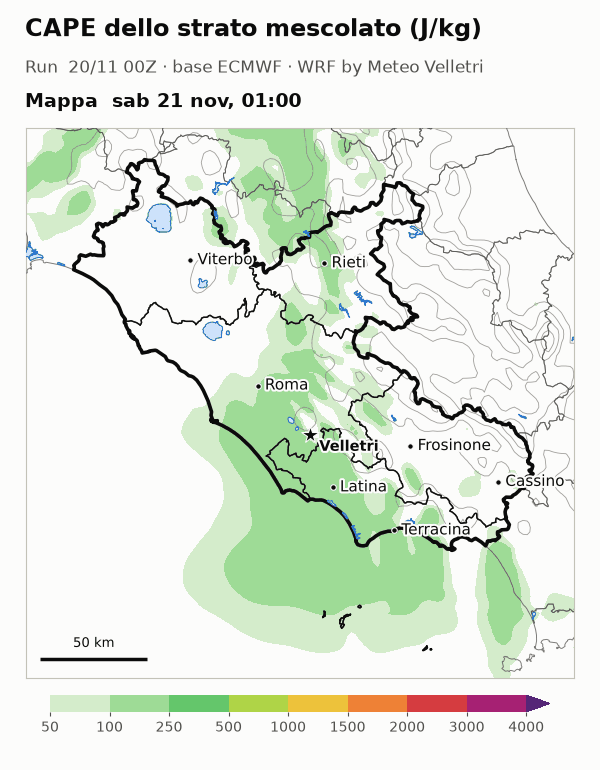 CAPE dello strato mescolato (J/kg)
Run  20/11 00Z · base ECMWF · WRF by Meteo Velletri
Mappa  sab 21 nov, 01:00
Viterbo
Rieti
Roma
Velletri
Frosinone
Latina
Cassino
Terracina
50 km
50 100 250 500 1000 1500 2000 3000 4000